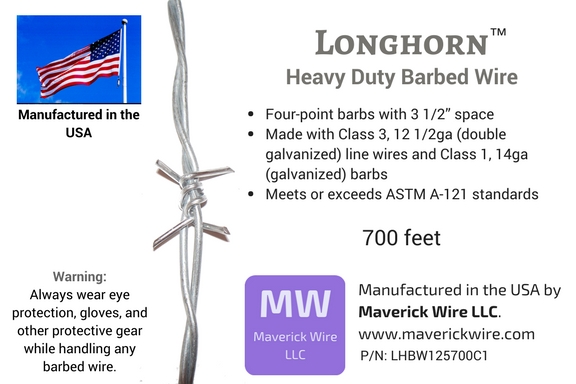 Manufactured in the
USA
LONGHORN™
Heavy Duty Barbed Wire
• Four-point barbs with 3 1/2” space
• Made with Class 3, 12 1/2ga (double
galvanized) line wires and Class 1, 14ga
(galvanized) barbs
• Meets or exceeds ASTM A-121 standards
700 feet
Warning:
Always wear eye
protection, gloves, and
other protective gear
while handling any
barbed wire.
MW
Maverick Wire
LLC
Manufactured in the USA by
Maverick Wire LLC.
www.maverickwire.com
P/N: LHBW125700C1